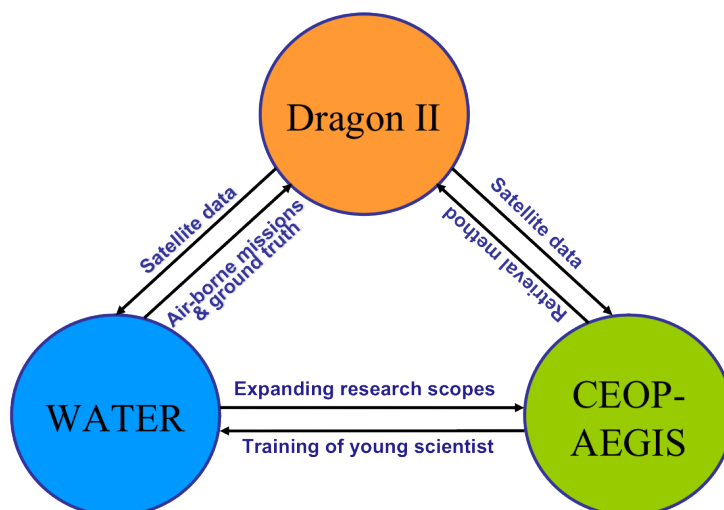 Dragon II
Satellite data
Air-borne missions
& ground truth
Satellite data
Retrieval method
WATER
Expanding research scopes
Training of young scientist
CEOP-
AEGIS